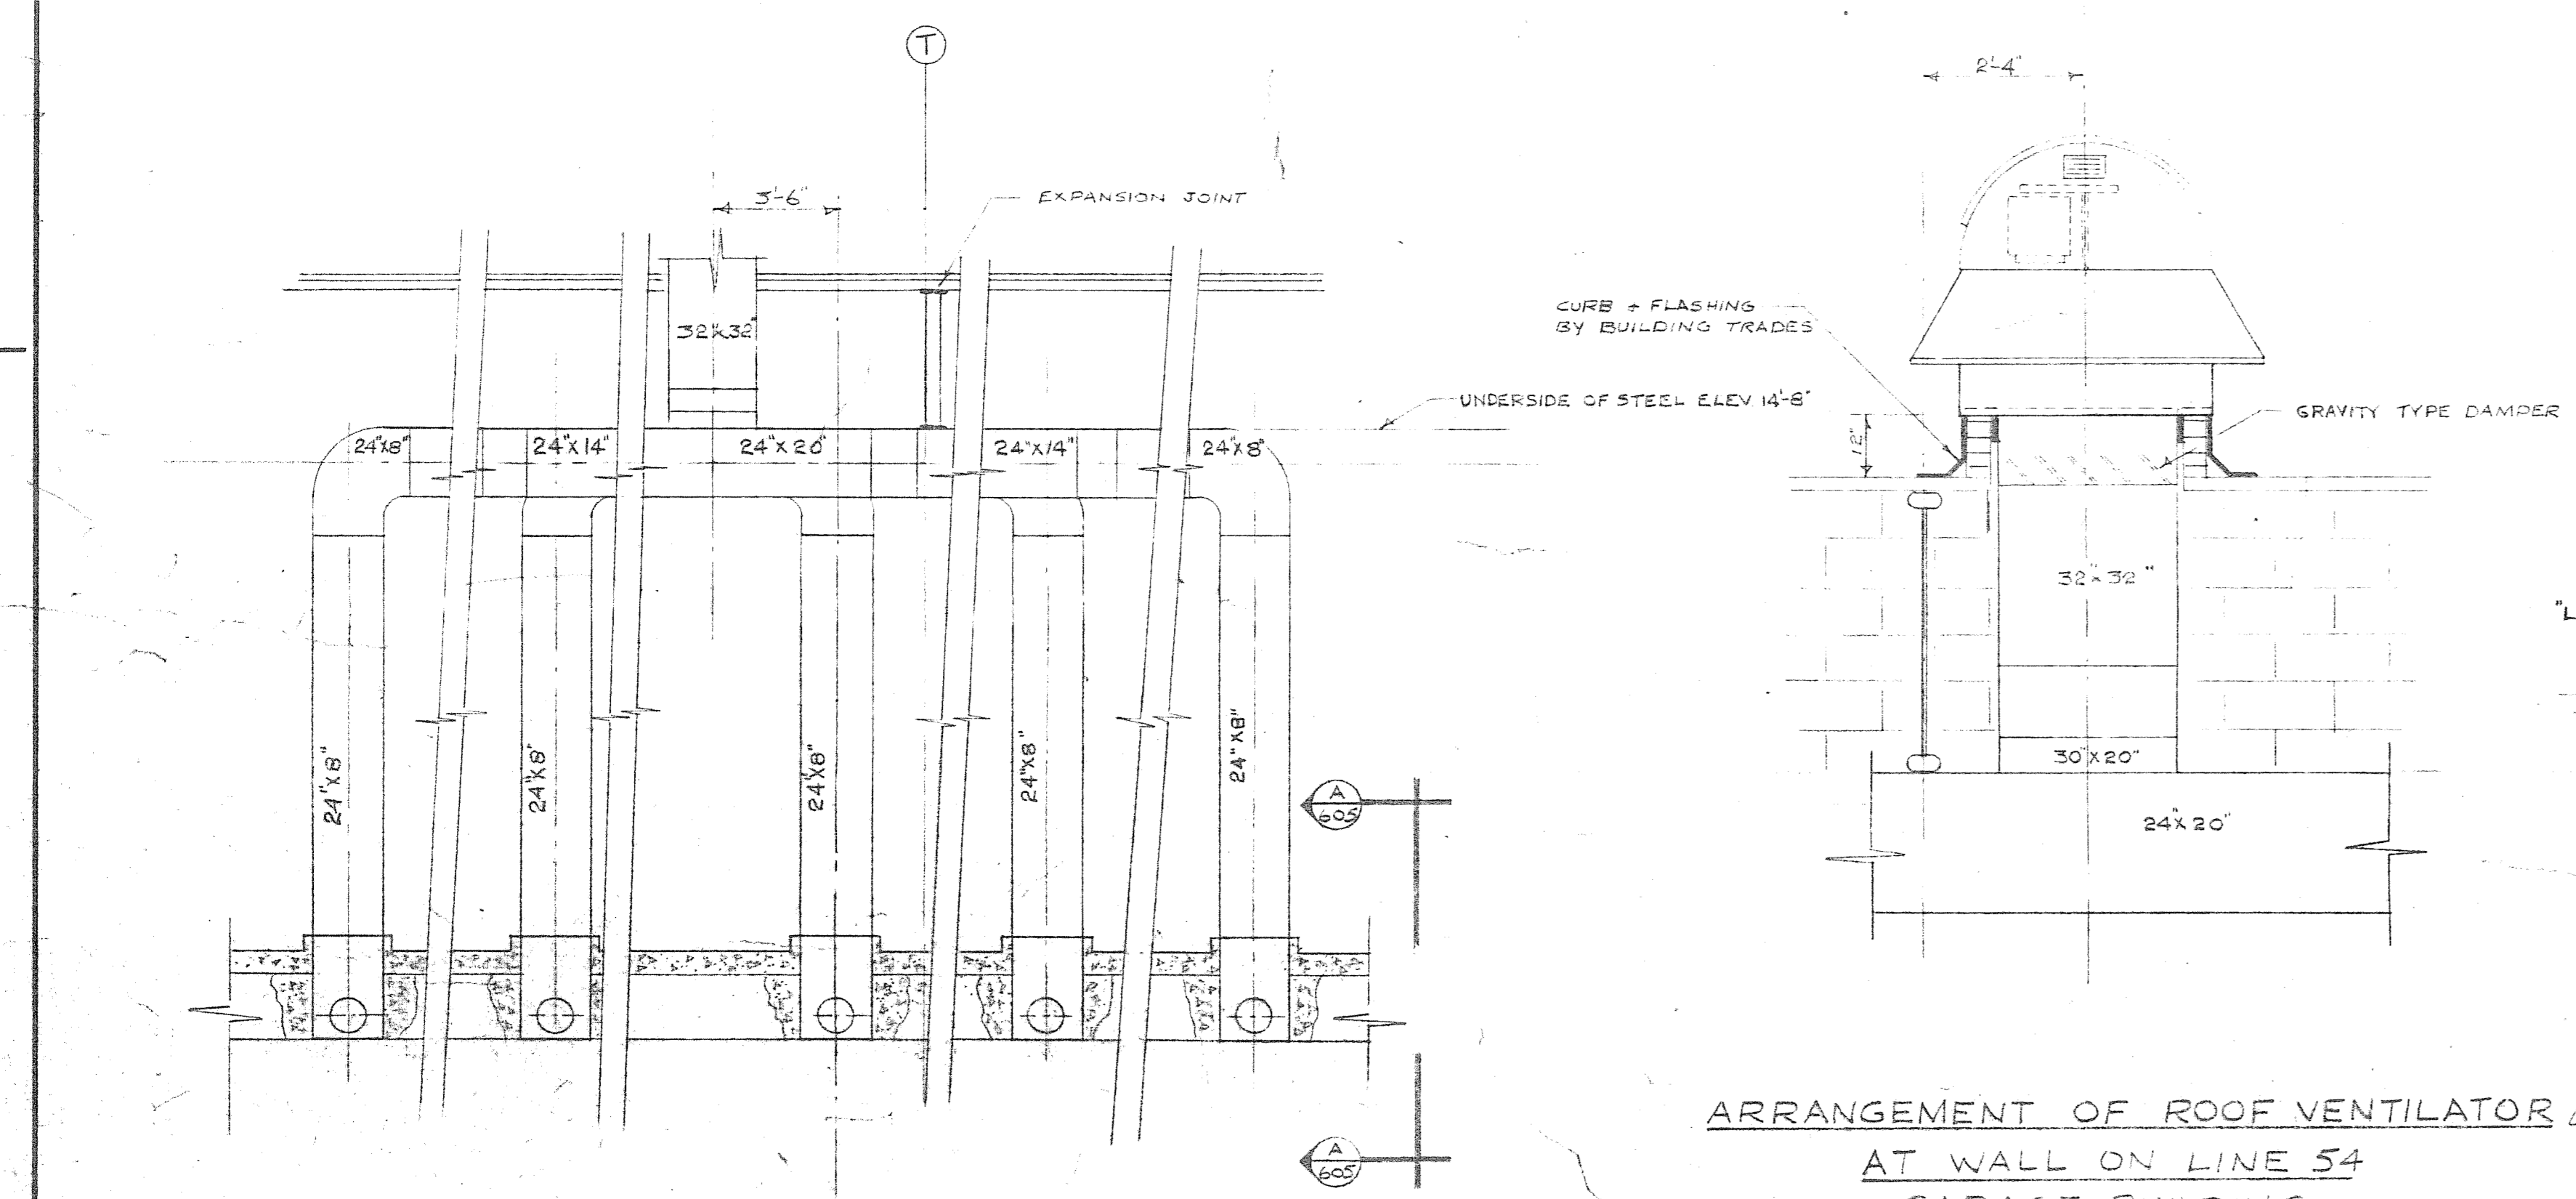 T
2'-4"
3'-6"
EXPANSION JOINT
32"X32"
CURB + FLASHING
BY BUILDING TRADES
UNDERSIDE OF STEEL ELEV. 14'-8"
GRAVITY TYPE DAMPER
12"
24"X8"
24"X14"
24"X20"
24"X14"
24"X8"
32"X32"
30"X20"
24"X20"
24"X8"
24"X8"
24"X8"
24"X8"
24"X8"
A
605
A
605
"L
ARRANGEMENT OF ROOF VENTILATOR
AT WALL ON LINE 54